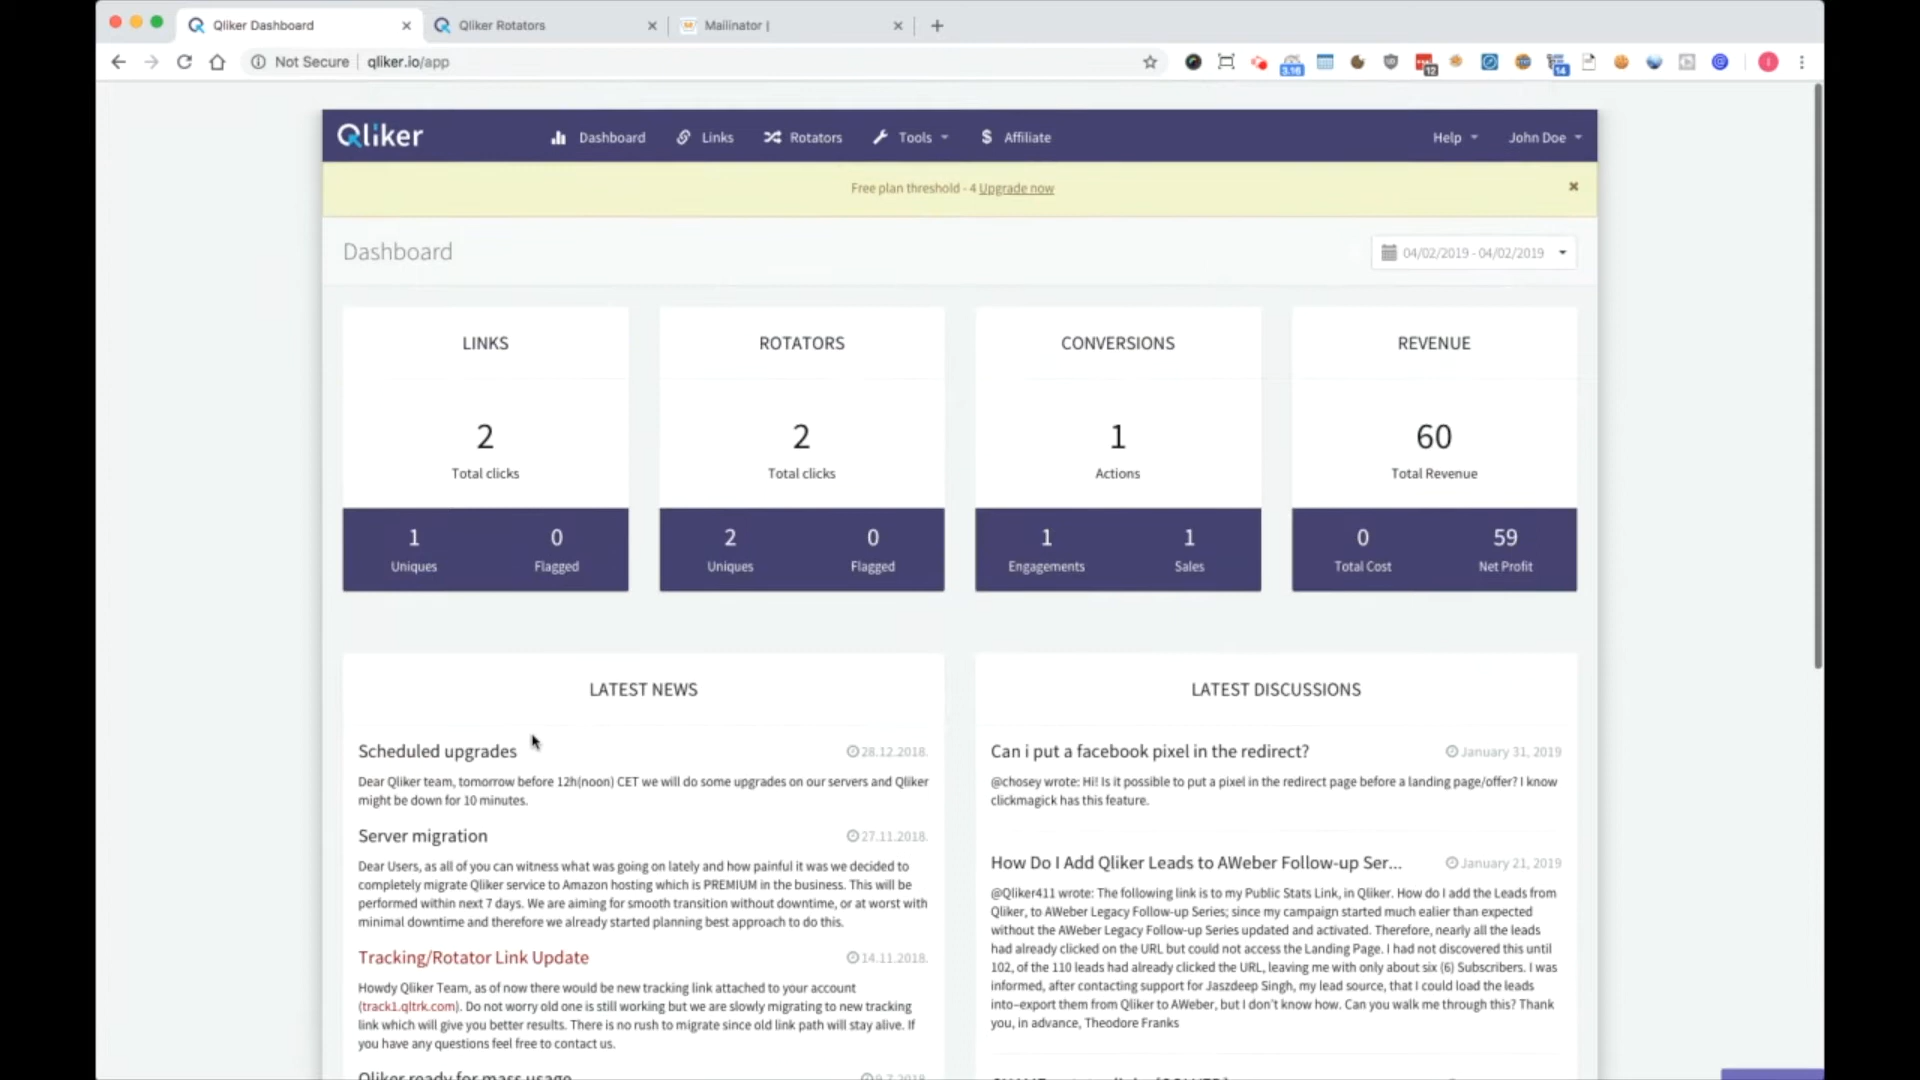 Qliker Dashboard
Qliker Rotators
Mailinator |
Not Secure | qliker.io/app
3.16
12
14
Qliker
Dashboard
Links
Rotators
Tools
$ Affiliate
Help
John Doe
Free plan threshold - 4 Upgrade now
Dashboard
04/02/2019 - 04/02/2019
LINKS
2
Total clicks
1
Uniques
0
Flagged
ROTATORS
2
Total clicks
2
Uniques
0
Flagged
CONVERSIONS
1
Actions
1
Engagements
1
Sales
REVENUE
60
Total Revenue
0
Total Cost
59
Net Profit
LATEST NEWS
Scheduled upgrades
28.12.2018.
Dear Qliker team, tomorrow before 12h(noon) CET we will do some upgrades on our servers and Qliker
might be down for 10 minutes.
Server migration
27.11.2018.
Dear Users, as all of you can witness what was going on lately and how painful it was we decided to
completely migrate Qliker service to Amazon hosting which is PREMIUM in the business. This will be
performed within next 7 days. We are aiming for smooth transition without downtime, or at worst with
minimal downtime and therefore we already started planning best approach to do this.
Tracking/Rotator Link Update
14.11.2018.
Howdy Qliker Team, as of now there would be new tracking link attached to your account
(track1.qltrk.com). Do not worry old one is still working but we are slowly migrating to new tracking
link which will give you better results. There is no rush to migrate since old link path will stay alive. If
you have any questions feel free to contact us.
Qliker ready for mass usage
9.7.2018.
LATEST DISCUSSIONS
Can i put a facebook pixel in the redirect?
January 31, 2019
@chosey wrote: Hi! Is it possible to put a pixel in the redirect page before a landing page/offer? I know
clickmagick has this feature.
How Do I Add Qliker Leads to AWeber Follow-up Ser...
January 21, 2019
@Qliker411 wrote: The following link is to my Public Stats Link, in Qliker. How do I add the Leads from
Qliker, to AWeber Legacy Follow-up Series; since my campaign started much ealier than expected
without the AWeber Legacy Follow-up Series updated and activated. Therefore, nearly all the leads
had already clicked on the URL but could not access the Landing Page. I had not discovered this until
102, of the 110 leads had already clicked the URL, leaving me with only about six (6) Subscribers. I was
informed, after contacting support for Jaszdeep Singh, my lead source, that I could load the leads
into–export them from Qliker to AWeber, but I don't know how. Can you walk me through this? Thank
you, in advance, Theodore Franks